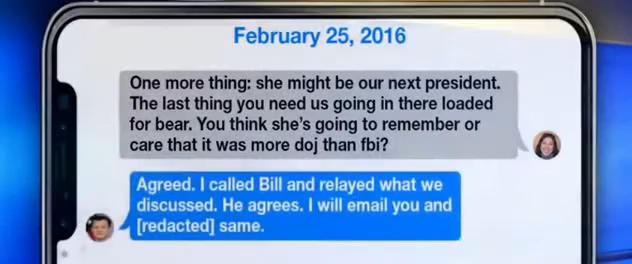 February 25, 2016
One more thing: she might be our next president.
The last thing you need us going in there loaded
for bear. You think she's going to remember or
care that it was more doj than fbi?
Agreed. I called Bill and relayed what we
discussed. He agrees. I will email you and
[redacted] same.